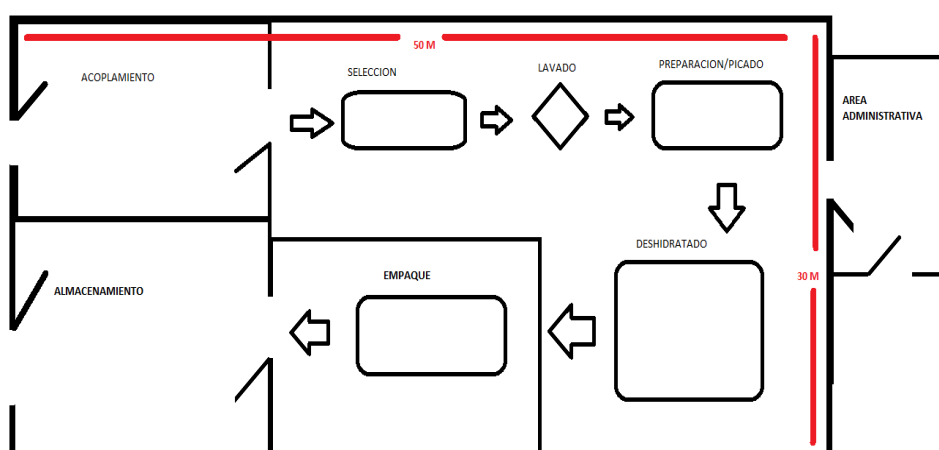 50 M
ACOPLAMIENTO
SELECCION
LAVADO
PREPARACION/PICADO
AREA
ADMINISTRATIVA
DESHIDRATADO
30 M
EMPAQUE
ALMACENAMIENTO